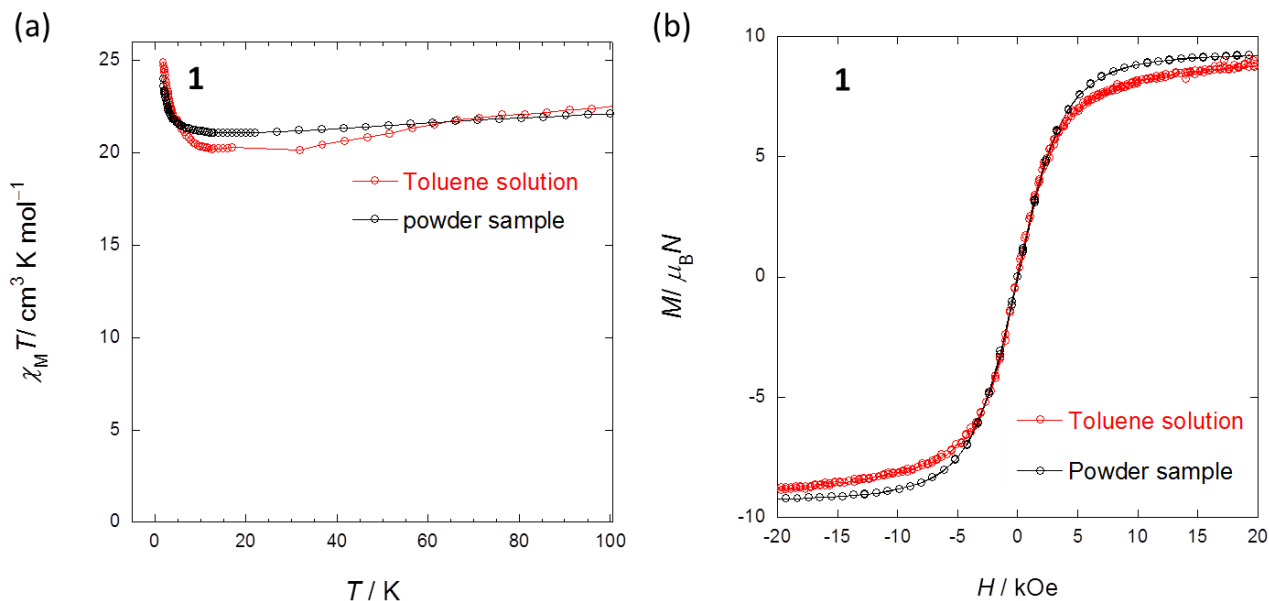 (a)
1
χMT/ cm³ K mol⁻¹
25
20
15
10
5
0
Toluene solution
powder sample
0 20 40 60 80 100
T / K
(b)
1
M/ μBN
10
5
0
-5
-10
Toluene solution
Powder sample
-20 -15 -10 -5 0 5 10 15 20
H / kOe